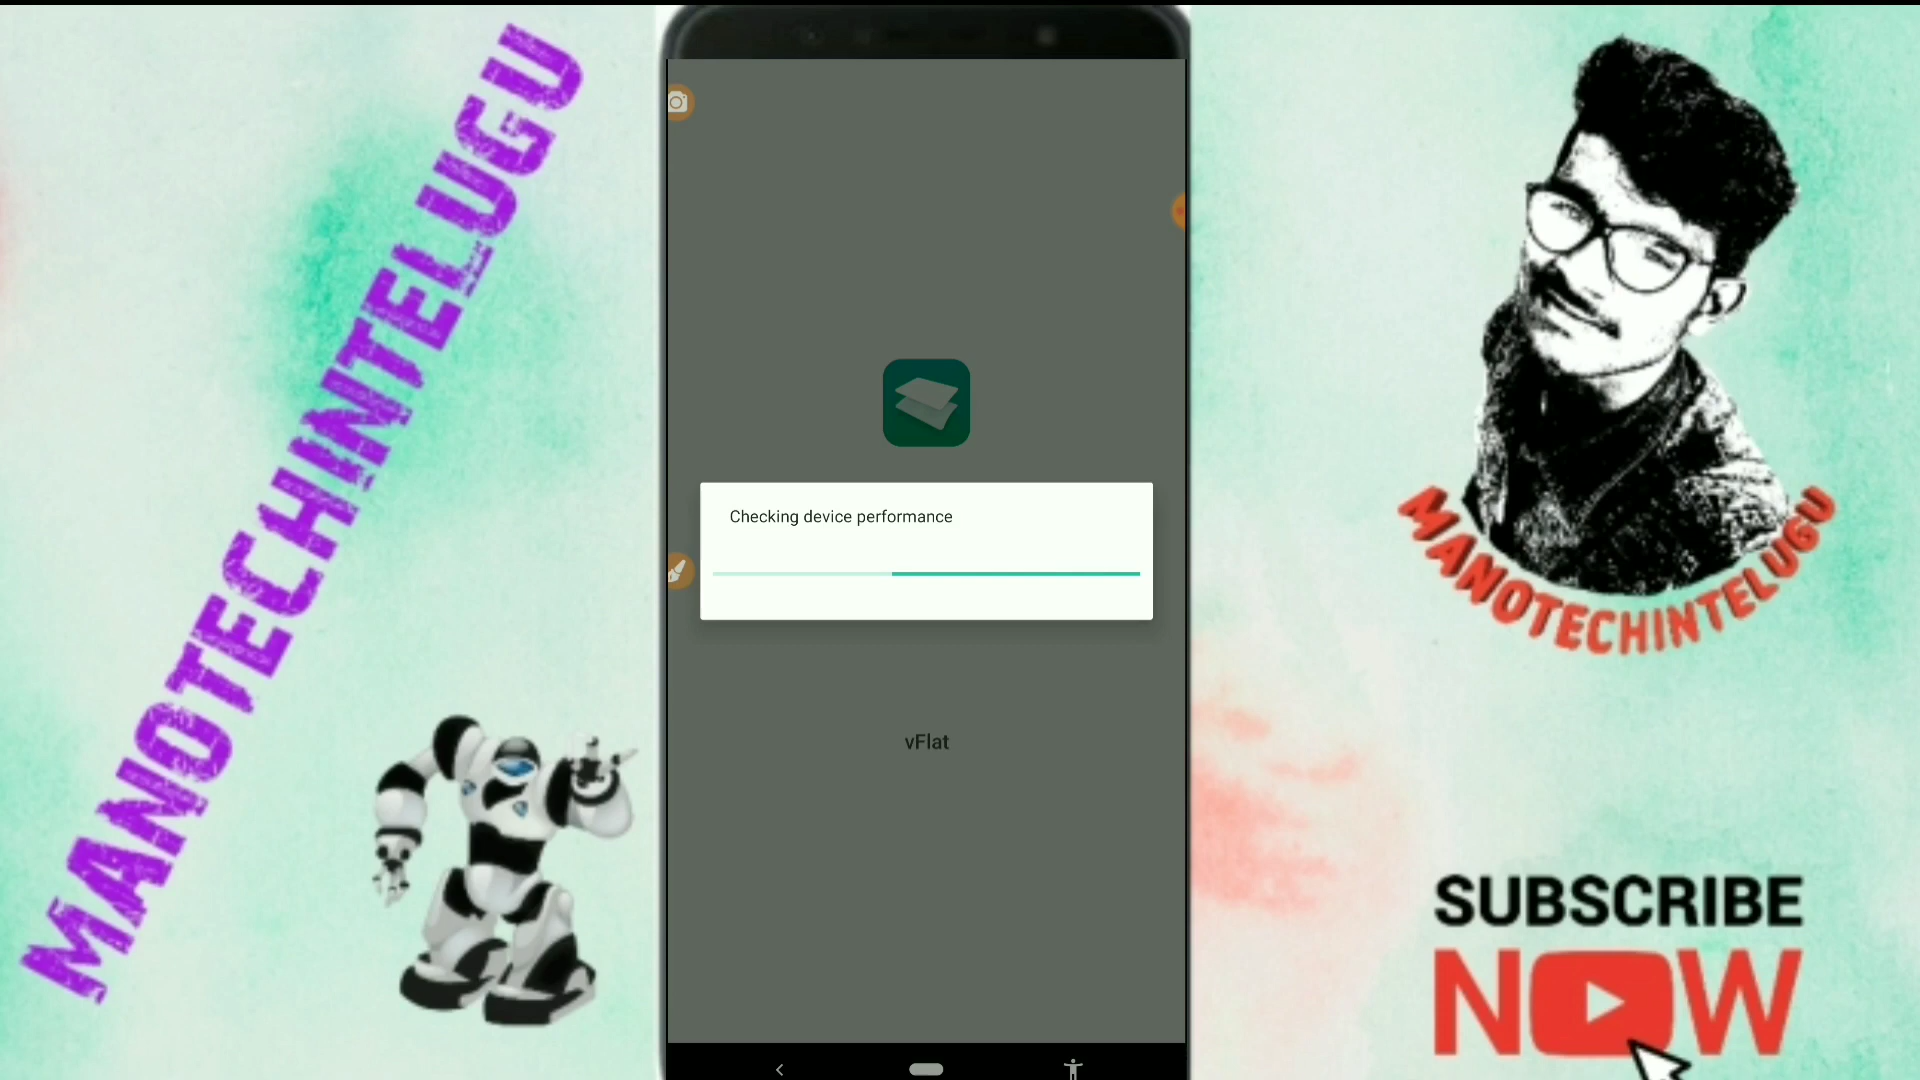 MANOTECHINTELUGU
Checking device performance
vFlat
MANOTECHINTELUGU
SUBSCRIBE
NOW